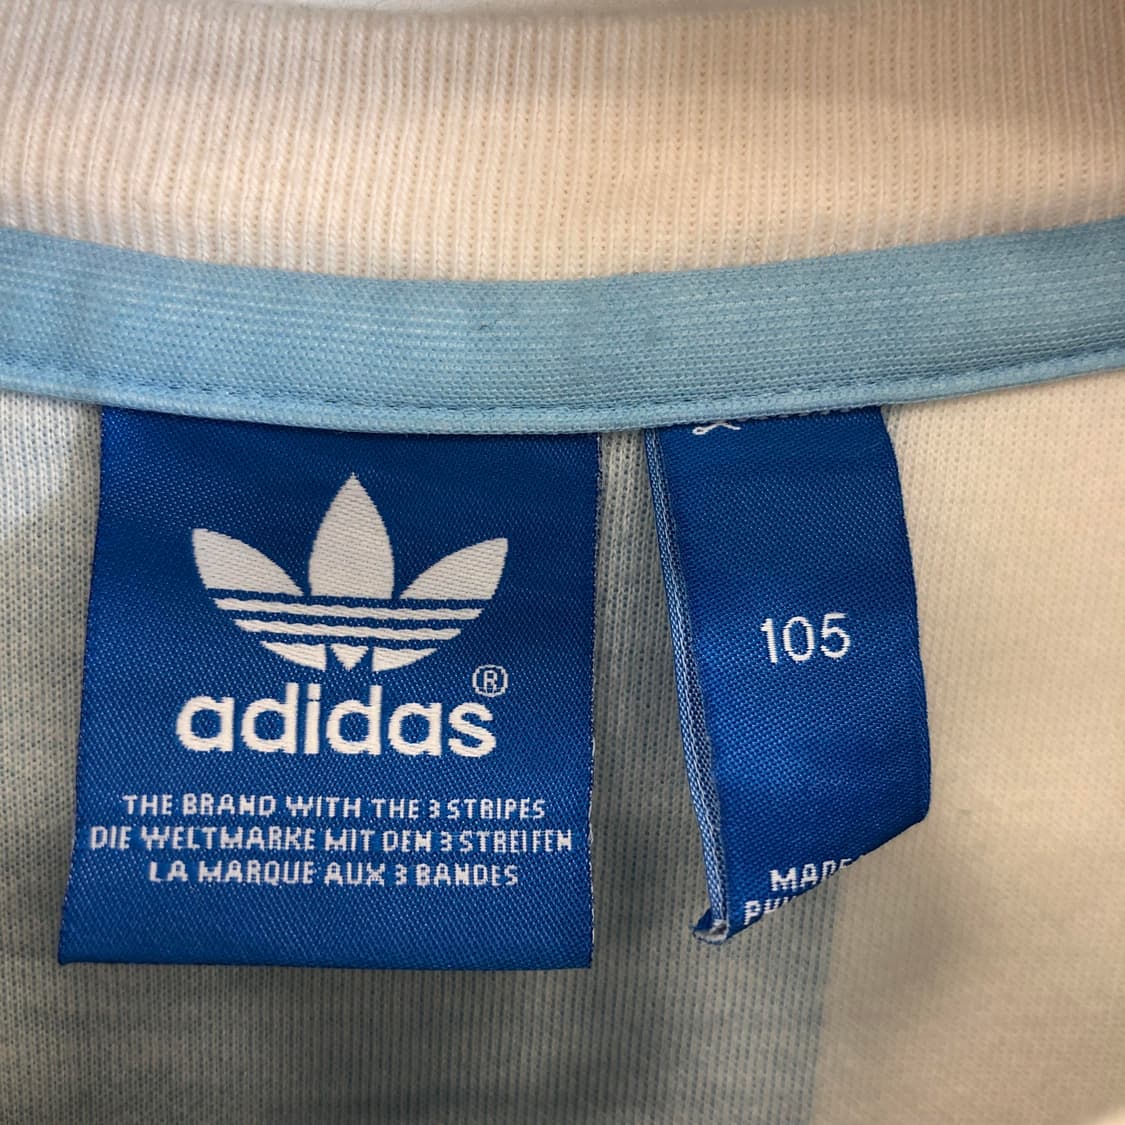 adidas®
THE BRAND WITH THE 3 STRIPES
DIE WELTMARKE MIT DEN 3 STREIFEN
LA MARQUE AUX 3 BANDES
105